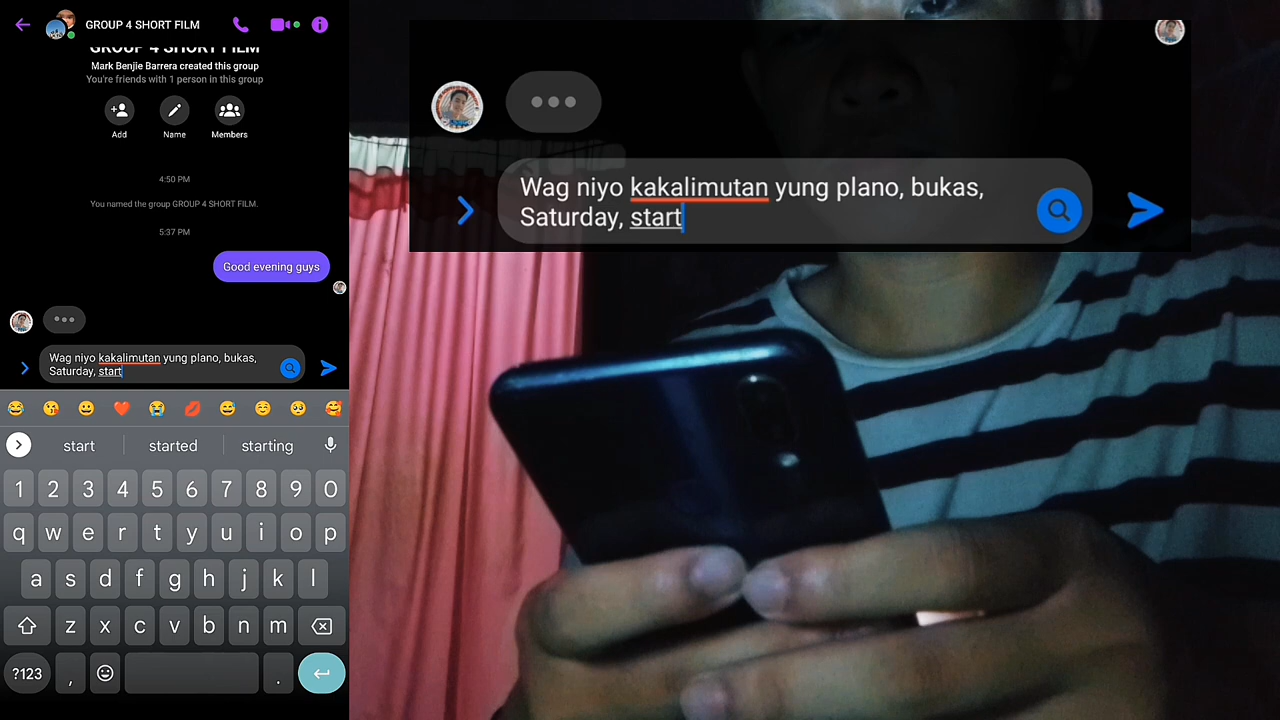 GROUP 4 SHORT FILM
GROUP 4 SHORT FILM
Mark Benjie Barrera created this group
You're friends with 1 person in this group
Add Name Members
4:50 PM
You named the group GROUP 4 SHORT FILM.
5:37 PM
Good evening guys
Wag niyo kakalimutan yung plano, bukas,
Saturday, start
start started starting
1 2 3 4 5 6 7 8 9 0
q w e r t y u i o p
a s d f g h j k l
z x c v b n m
?123 , .
Wag niyo kakalimutan yung plano, bukas,
Saturday, start